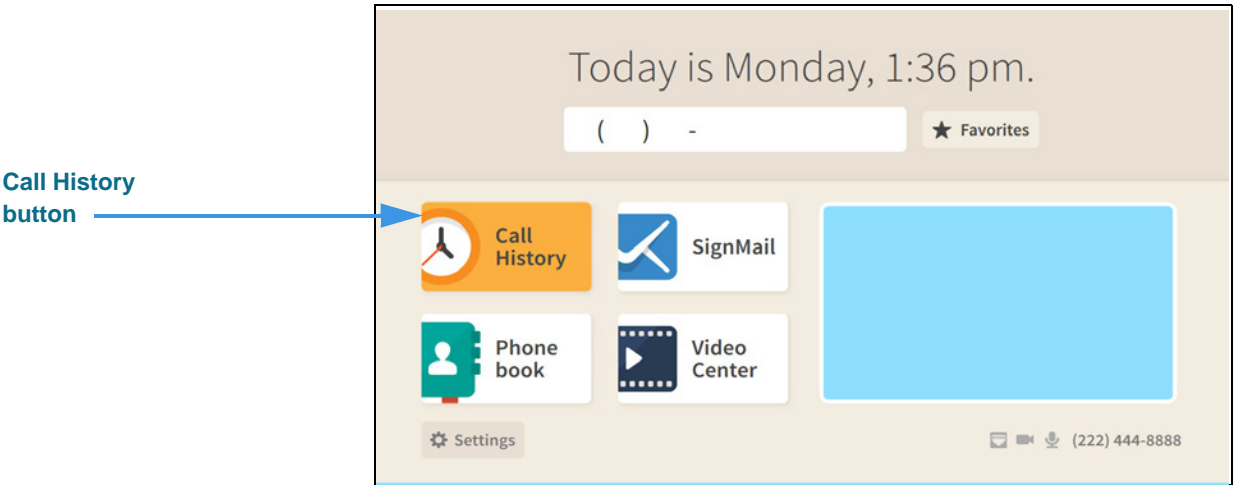 Today is Monday, 1:36 pm.
( ) -
Favorites
Call History
button
Call
History
SignMail
Phone
book
Video
Center
Settings
(222) 444-8888